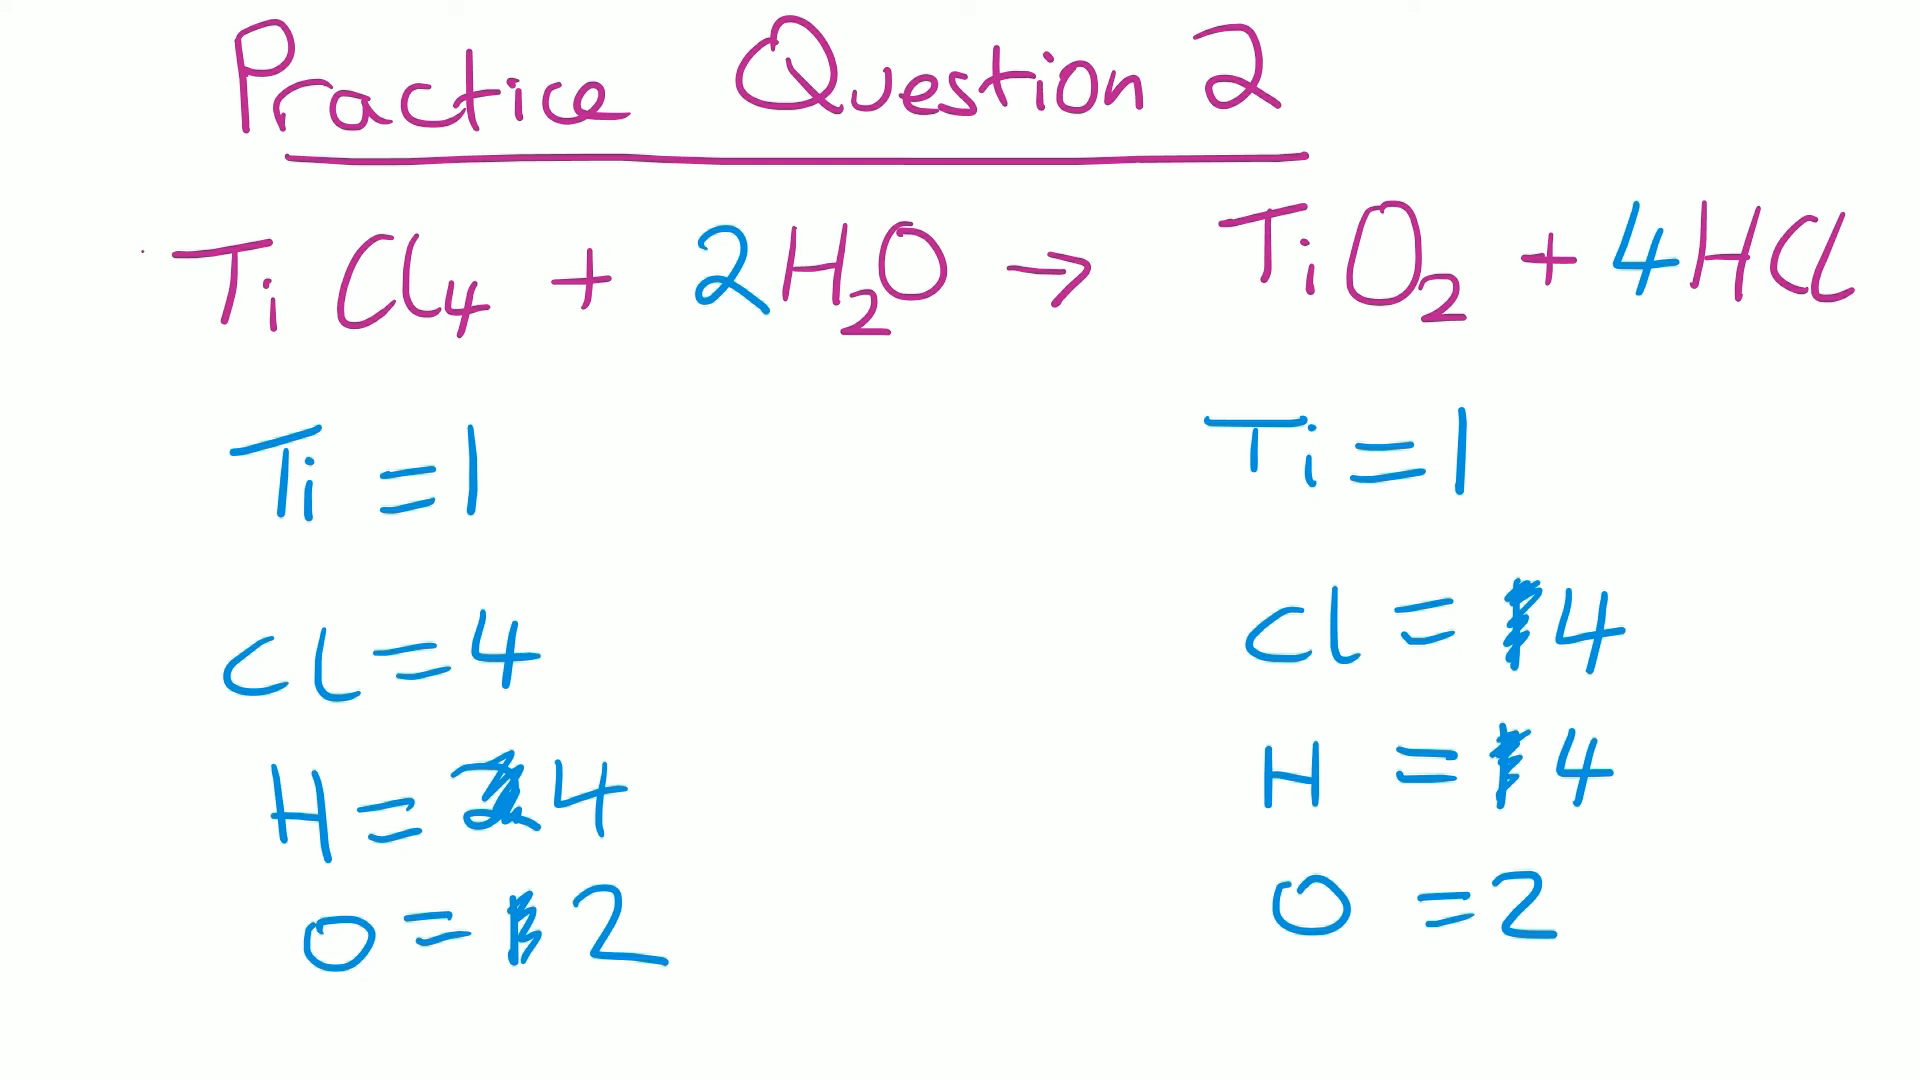 Practice Question 2
TiCl₄ + 2H₂O → TiO₂ + 4HCl
Ti = 1 Ti = 1
Cl = 4 Cl = 4
H = 4 H = 4
O = 2 O = 2